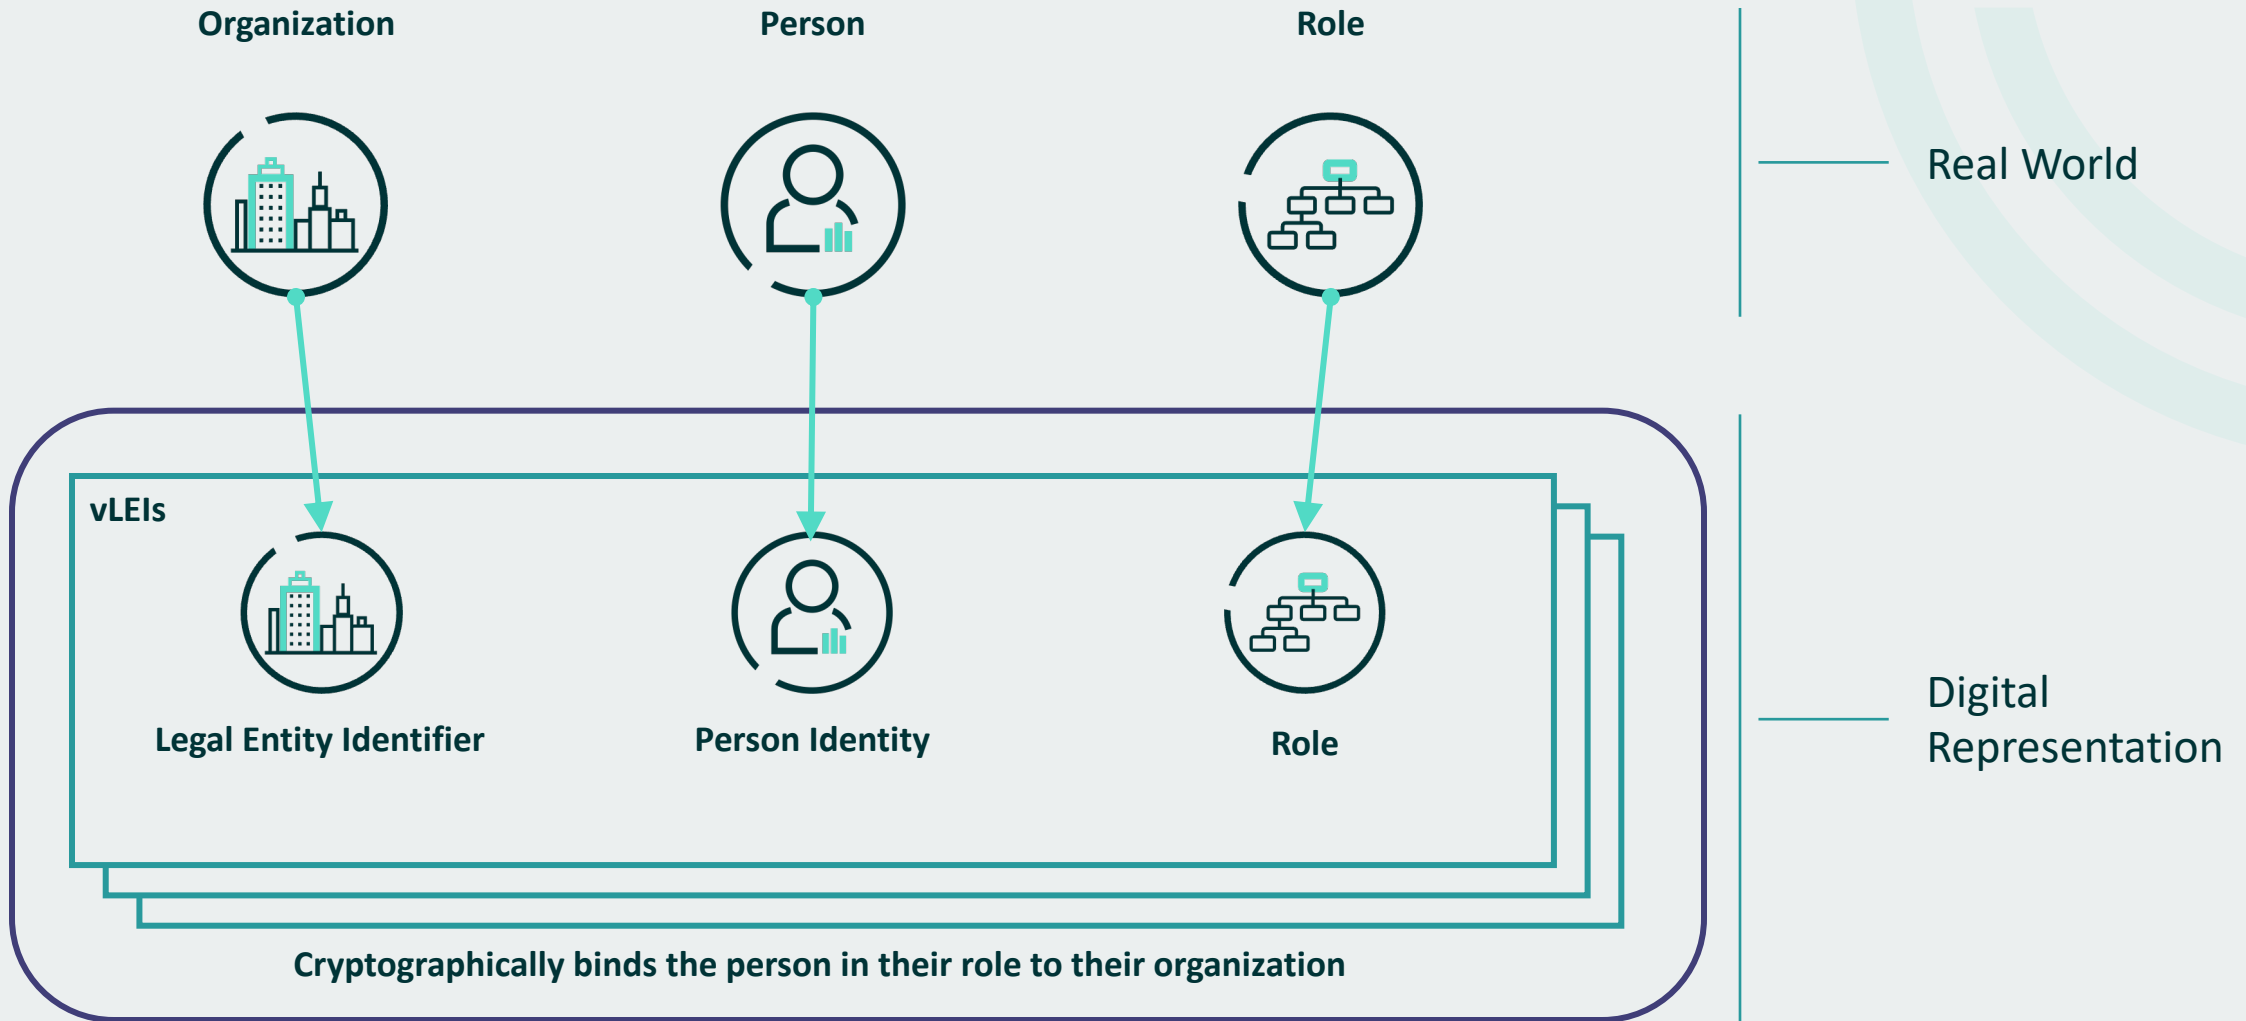 Organization
Person
Role
Real World
vLEIs
Legal Entity Identifier
Person Identity
Role
Digital
Representation
Cryptographically binds the person in their role to their organization